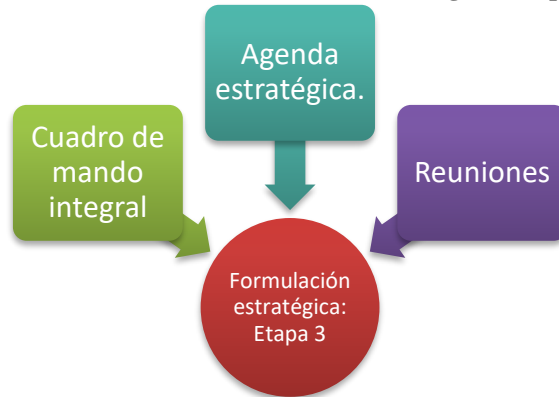 Agenda
estratégica.
Cuadro de
mando
integral
Reuniones
Formulación
estratégica:
Etapa 3